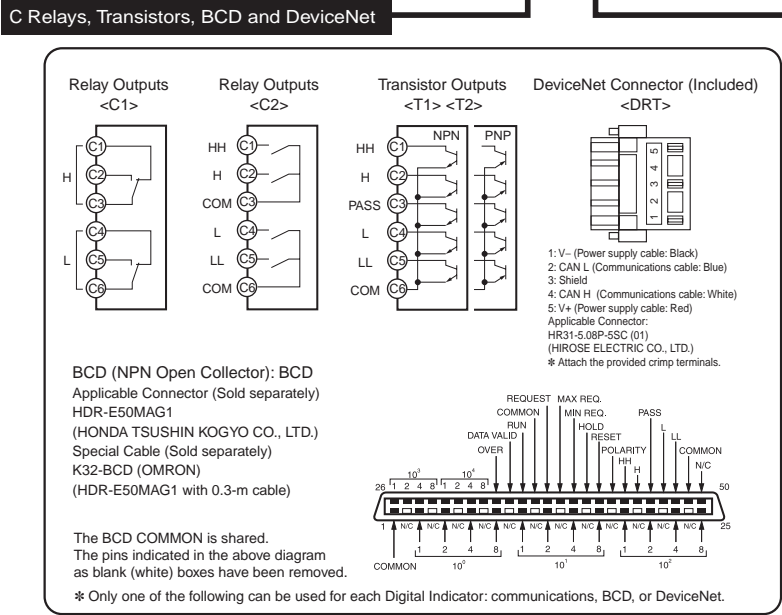 C Relays, Transistors, BCD and DeviceNet
Relay Outputs
<C1>
H
L
C1
C2
C3
C4
C5
C6
Relay Outputs
<C2>
HH
H
COM
L
LL
COM
C1
C2
C3
C4
C5
C6
Transistor Outputs
<T1> <T2>
NPN PNP
HH
H
PASS
L
LL
COM
C1
C2
C3
C4
C5
C6
DeviceNet Connector (Included)
<DRT>
1 2 3 4 5
1: V– (Power supply cable: Black)
2: CAN L (Communications cable: Blue)
3: Shield
4: CAN H (Communications cable: White)
5: V+ (Power supply cable: Red)
Applicable Connector:
HR31-5.08P-5SC (01)
(HIROSE ELECTRIC CO., LTD.)
✻ Attach the provided crimp terminals.
BCD (NPN Open Collector): BCD
Applicable Connector (Sold separately)
HDR-E50MAG1
(HONDA TSUSHIN KOGYO CO., LTD.)
Special Cable (Sold separately)
K32-BCD (OMRON)
(HDR-E50MAG1 with 0.3-m cable)
The BCD COMMON is shared.
The pins indicated in the above diagram
as blank (white) boxes have been removed.
REQUEST MAX REQ.
COMMON MIN REQ. PASS
RUN HOLD L
DATA VALID RESET LL
OVER POLARITY COMMON
HH N/C
H
10³ 10⁴
26 1 2 4 8 1 2 4 8 50
1 N/C N/C N/C N/C N/C N/C N/C N/C N/C N/C N/C N/C 25
1 2 4 8 1 2 4 8 1 2 4 8
COMMON 10⁰ 10¹ 10²
✻ Only one of the following can be used for each Digital Indicator: communications, BCD, or DeviceNet.